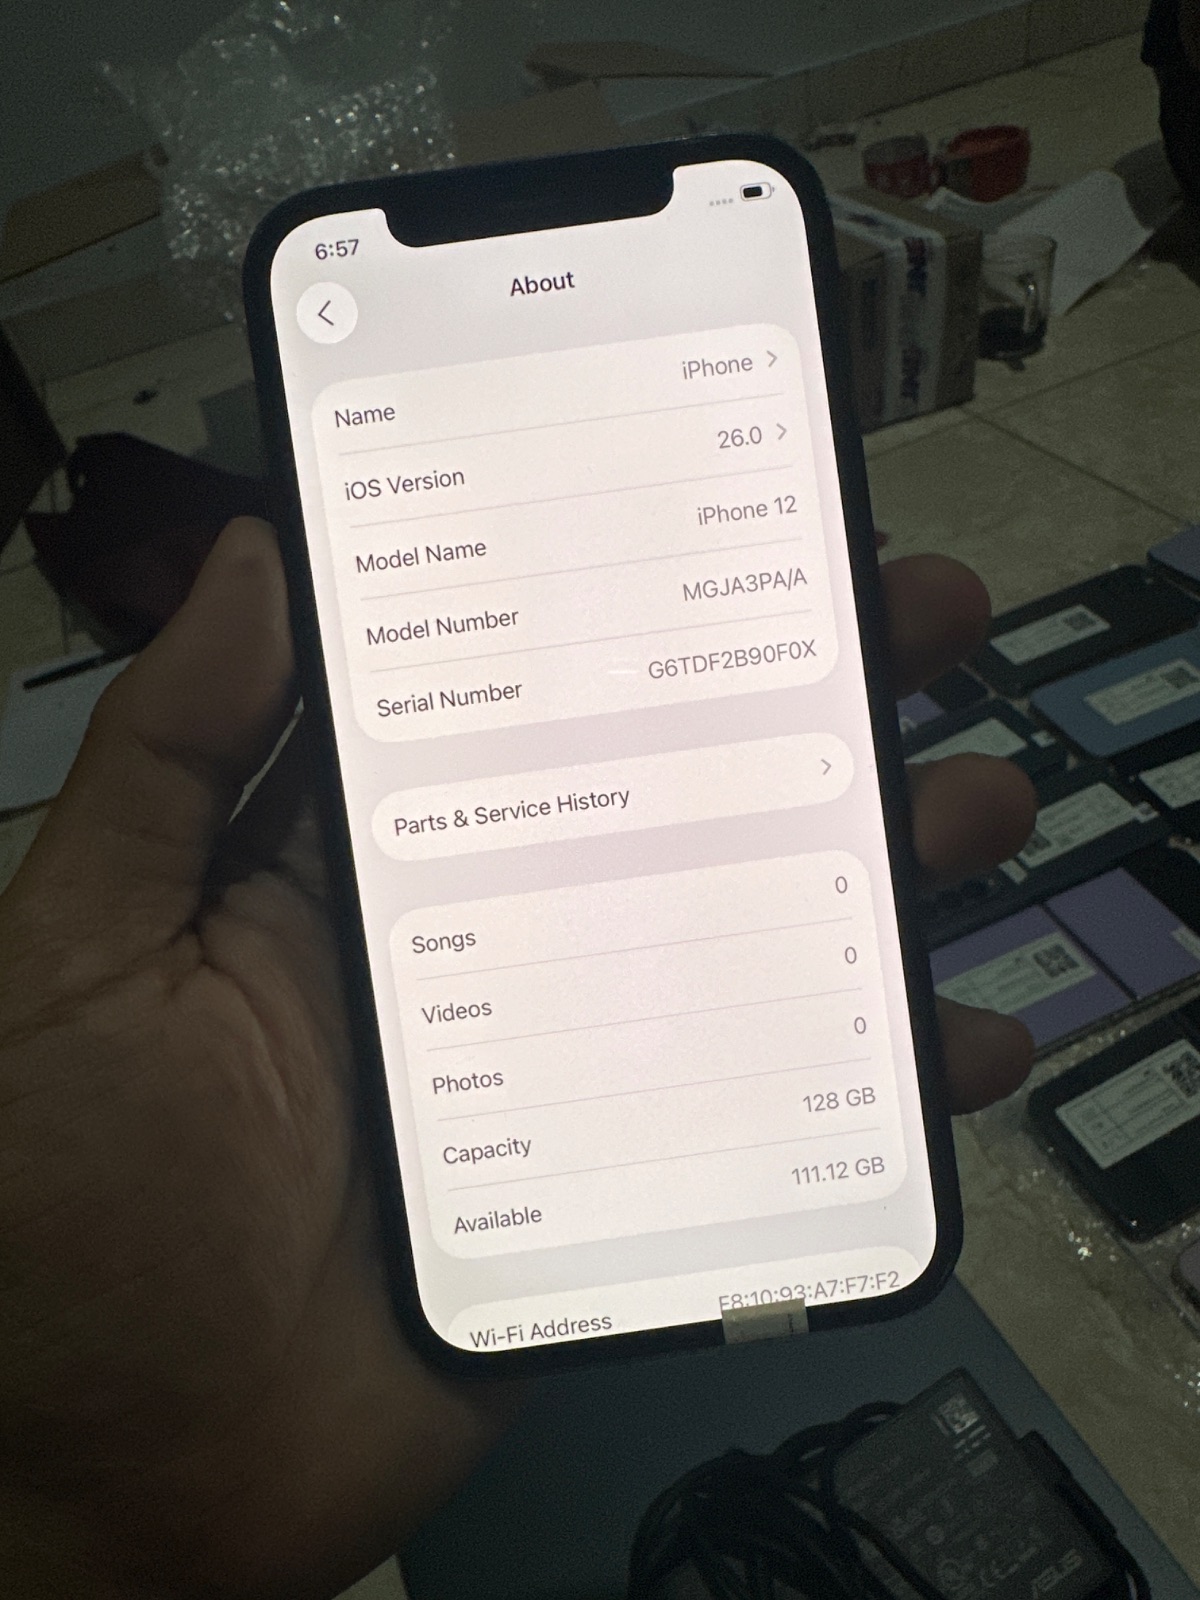 6:57
About
Name iPhone
iOS Version 26.0
Model Name iPhone 12
Model Number MGJA3PA/A
Serial Number G6TDF2B90F0X
Parts & Service History
Songs 0
Videos 0
Photos 0
Capacity 128 GB
Available 111.12 GB
Wi-Fi Address F8:10:93:A7:F7:F2
ASUS